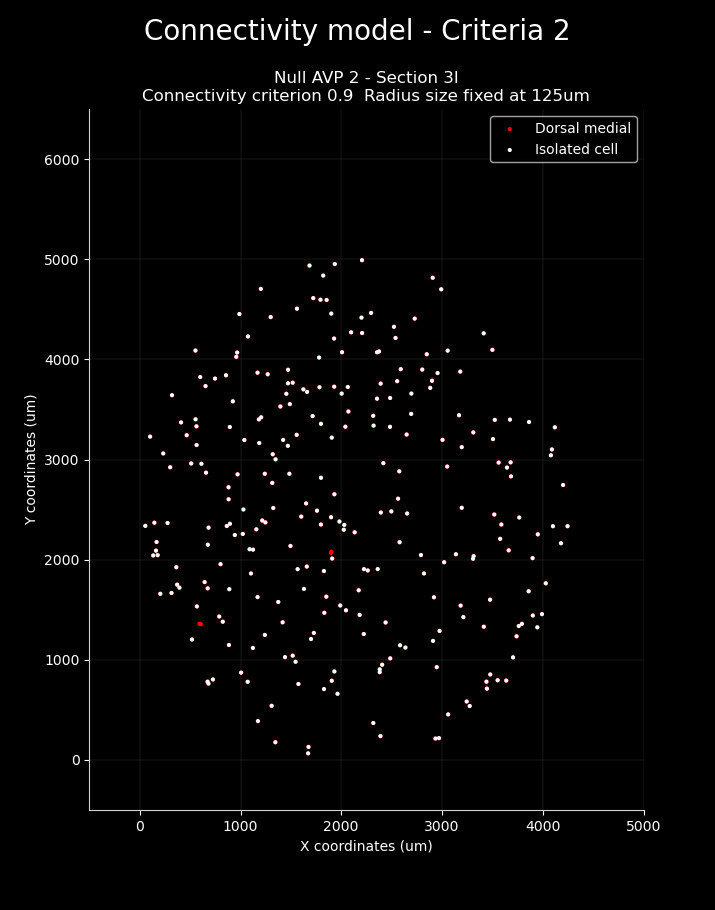 Connectivity model - Criteria 2
Null AVP 2 - Section 3I
Connectivity criterion 0.9  Radius size fixed at 125um
Dorsal medial
Isolated cell
6000
5000
4000
3000
2000
1000
0
Y coordinates (um)
0
1000
2000
3000
4000
5000
X coordinates (um)